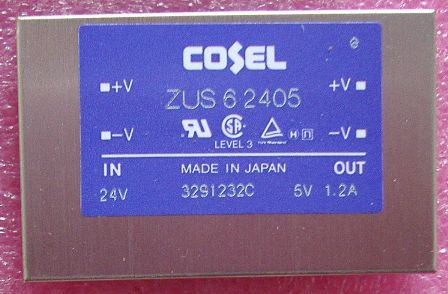 COSEL
+V +V
ZUS 6 2405
-V -V
LEVEL 3
IN MADE IN JAPAN OUT
24V 3291232C 5V 1.2A